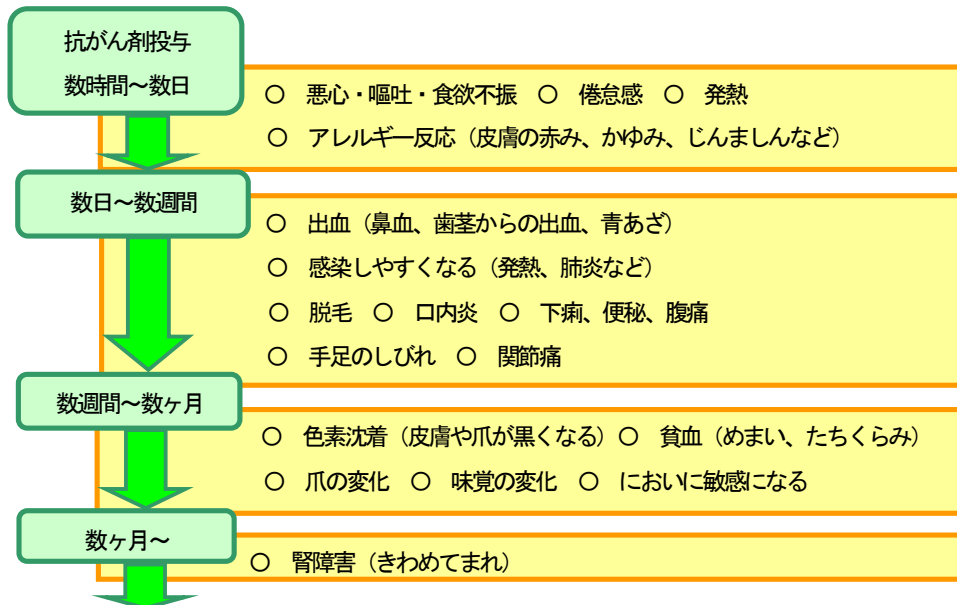 抗がん剤投与
数時間～数日
○ 悪心・嘔吐・食欲不振 ○ 倦怠感 ○ 発熱
○ アレルギー反応（皮膚の赤み、かゆみ、じんましんなど）
数日～数週間
○ 出血（鼻血、歯茎からの出血、青あざ）
○ 感染しやすくなる（発熱、肺炎など）
○ 脱毛 ○ 口内炎 ○ 下痢、便秘、腹痛
○ 手足のしびれ ○ 関節痛
数週間～数ヶ月
○ 色素沈着（皮膚や爪が黒くなる）○ 貧血（めまい、たちくらみ）
○ 爪の変化 ○ 味覚の変化 ○ においに敏感になる
数ヶ月～
○ 腎障害（きわめてまれ）